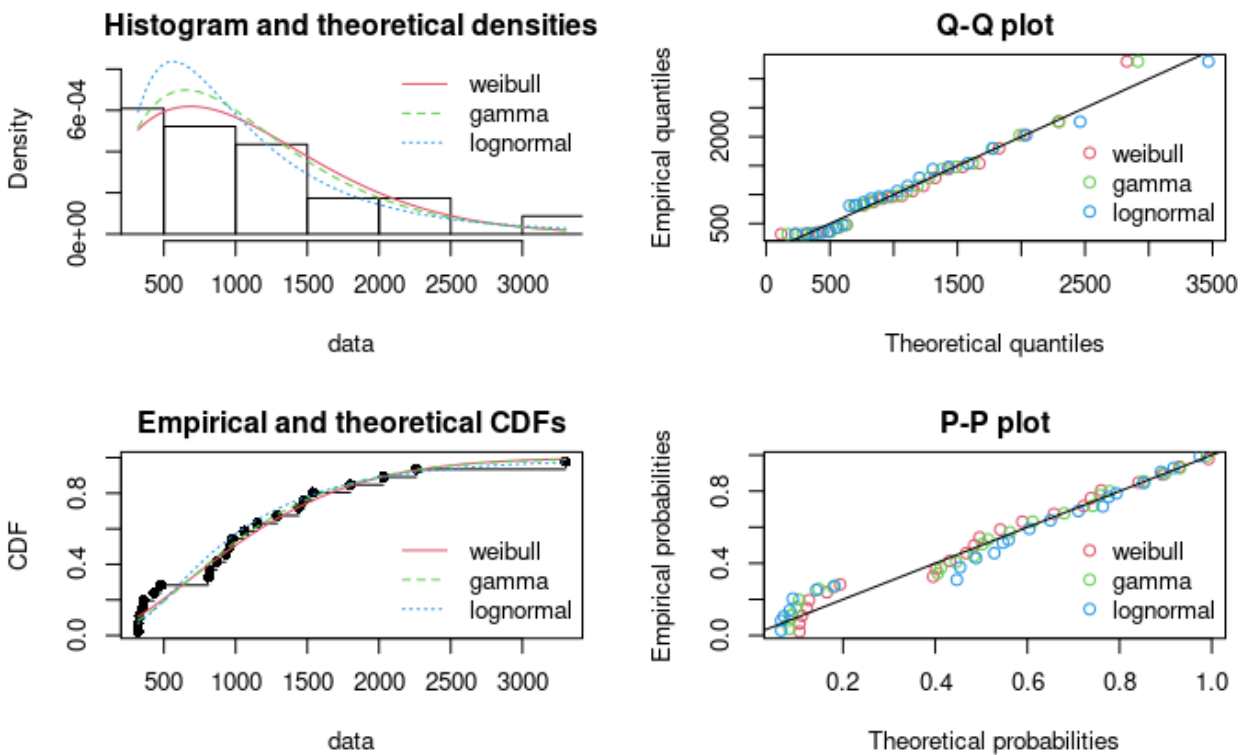 Histogram and theoretical densities
Density
6e-04
0e+00
weibull
gamma
lognormal
500 1000 1500 2000 2500 3000
data
Q-Q plot
Empirical quantiles
2000
500
weibull
gamma
lognormal
0 500 1500 2500 3500
Theoretical quantiles
Empirical and theoretical CDFs
CDF
0.8
0.4
0.0
weibull
gamma
lognormal
500 1000 1500 2000 2500 3000
data
P-P plot
Empirical probabilities
0.8
0.4
0.0
weibull
gamma
lognormal
0.2 0.4 0.6 0.8 1.0
Theoretical probabilities